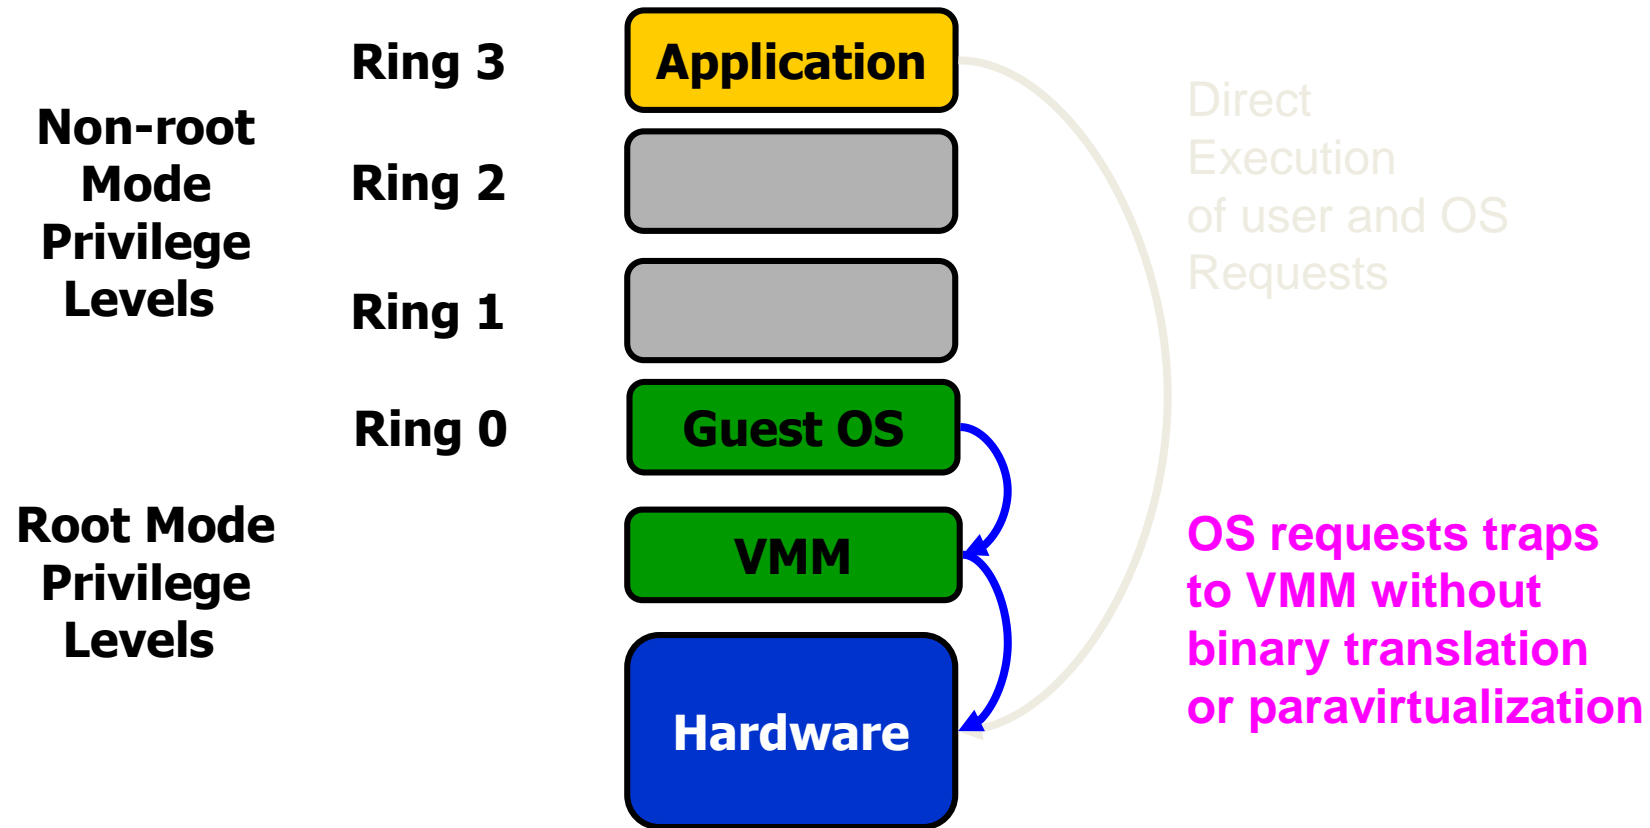 Ring 3
Application
Non-root
Mode
Privilege
Levels
Direct
Execution
of user and OS
Requests
Ring 2
Ring 1
Ring 0
Guest OS
Root Mode
Privilege
Levels
VMM
OS requests traps
to VMM without
binary translation
or paravirtualization
Hardware